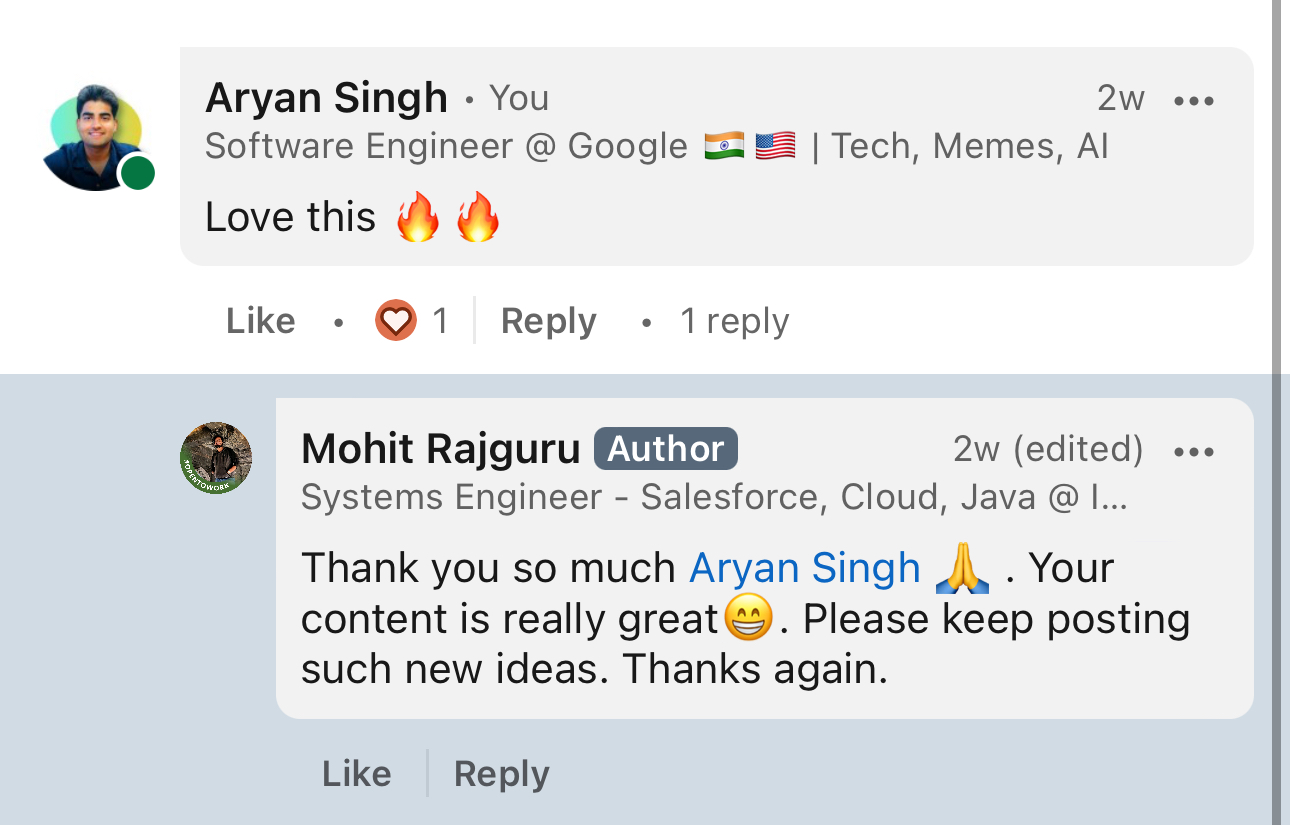 Aryan Singh • You 2w •••
Software Engineer @ Google 🇮🇳 🇺🇸 | Tech, Memes, AI
Love this 🔥 🔥
Like • 1 Reply • 1 reply
Mohit Rajguru Author 2w (edited) •••
Systems Engineer - Salesforce, Cloud, Java @ I...
Thank you so much Aryan Singh 🙏 . Your
content is really great😁. Please keep posting
such new ideas. Thanks again.
Like Reply
#OPENTOWORK